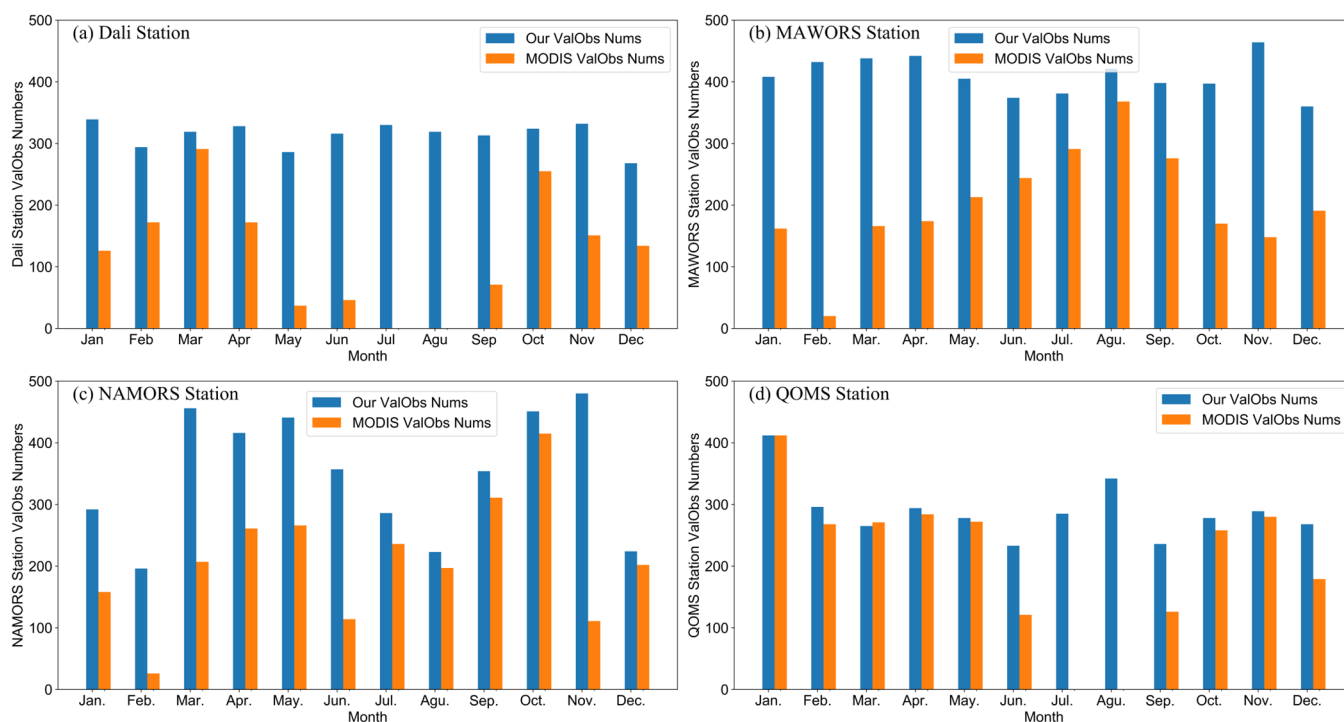 (a) Dali Station
Our ValObs Nums
MODIS ValObs Nums
Dali Station ValObs Numbers
500
400
300
200
100
0
Jan Feb Mar Apr May Jun Jul Agu Sep Oct Nov Dec
Month
(b) MAWORS Station
Our ValObs Nums
MODIS ValObs Nums
MAWORS Station ValObs Numbers
500
400
300
200
100
0
Jan. Feb. Mar. Apr. May. Jun. Jul. Agu. Sep. Oct. Nov. Dec.
Month
(c) NAMORS Station
Our ValObs Nums
MODIS ValObs Nums
NAMORS Station ValObs Numbers
500
400
300
200
100
0
Jan. Feb. Mar. Apr. May. Jun. Jul. Agu. Sep. Oct. Nov. Dec.
Month
(d) QOMS Station
Our ValObs Nums
MODIS ValObs Nums
QOMS Station ValObs Numbers
500
400
300
200
100
0
Jan. Feb. Mar. Apr. May. Jun. Jul. Agu. Sep. Oct. Nov. Dec.
Month